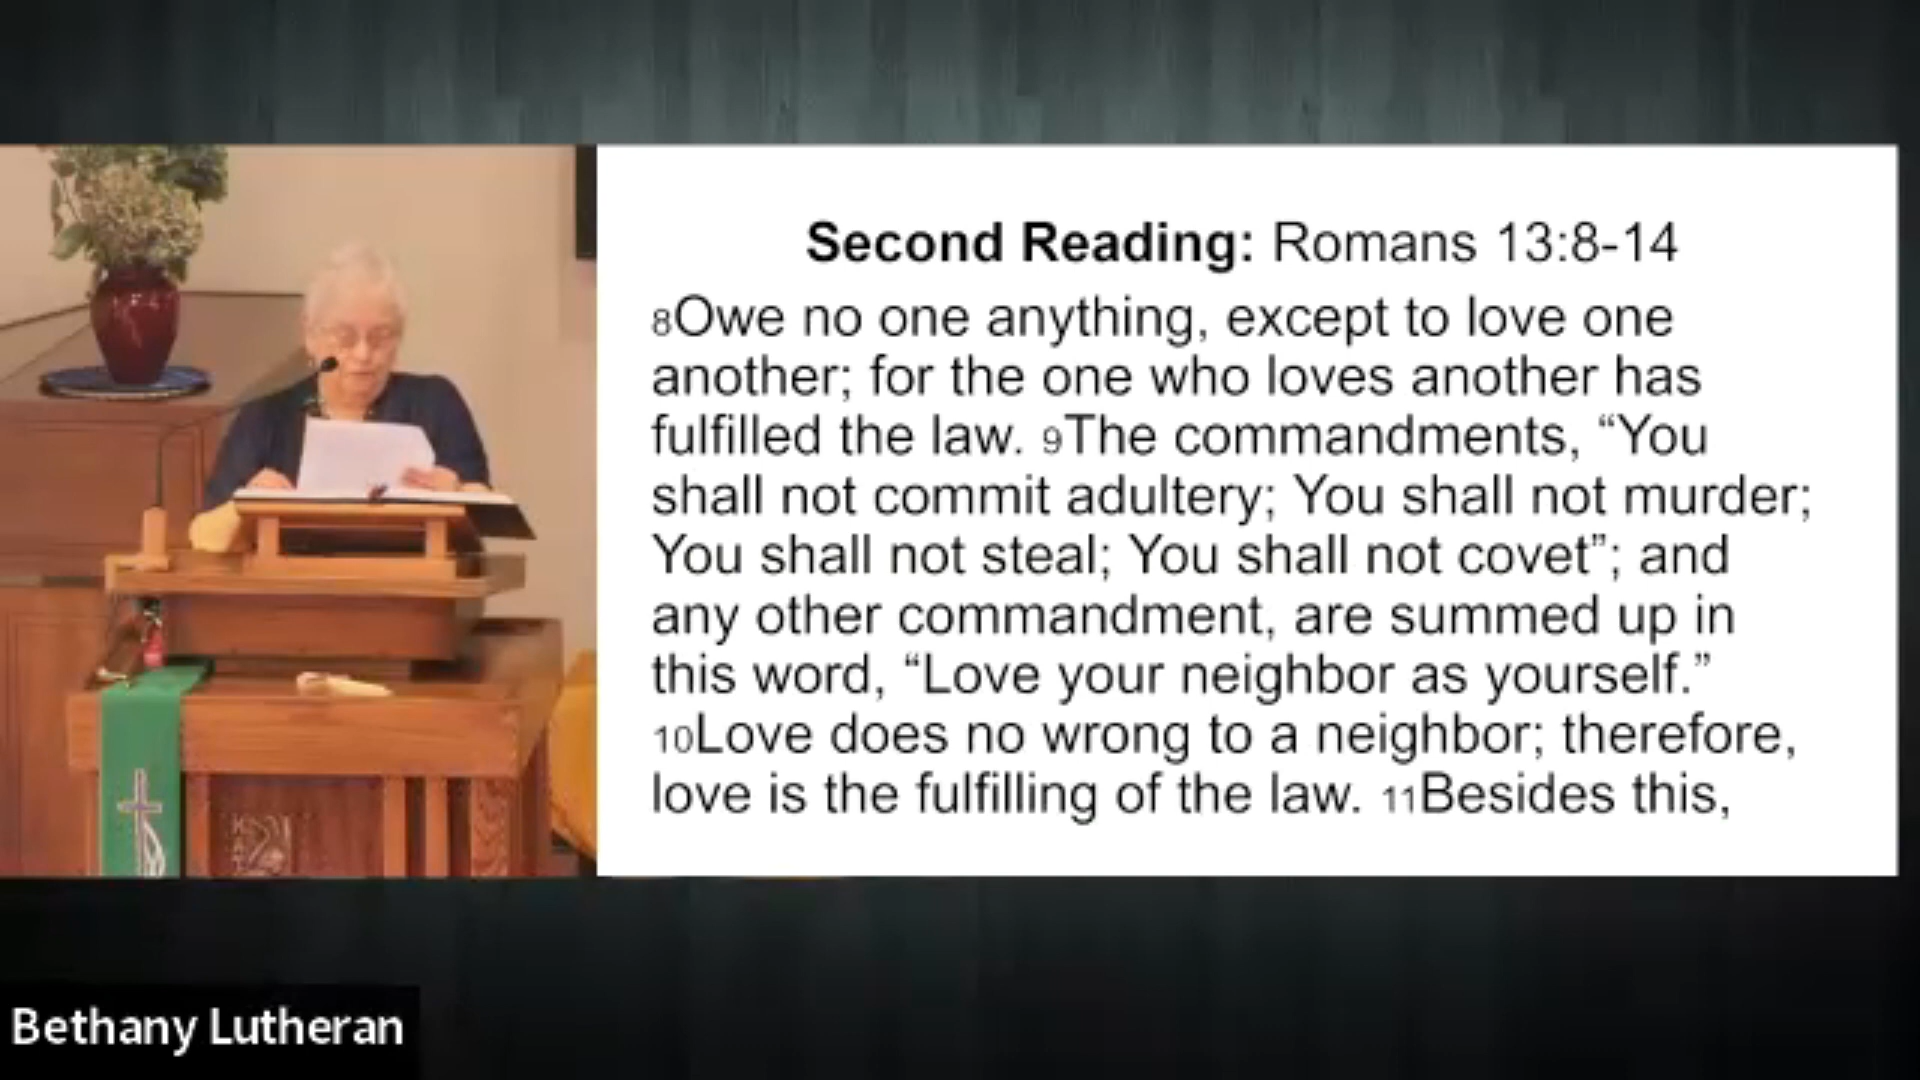 Second Reading: Romans 13:8-14
8Owe no one anything, except to love one
another; for the one who loves another has
fulfilled the law. 9The commandments, “You
shall not commit adultery; You shall not murder;
You shall not steal; You shall not covet”; and
any other commandment, are summed up in
this word, “Love your neighbor as yourself.”
10Love does no wrong to a neighbor; therefore,
love is the fulfilling of the law. 11Besides this,
Bethany Lutheran